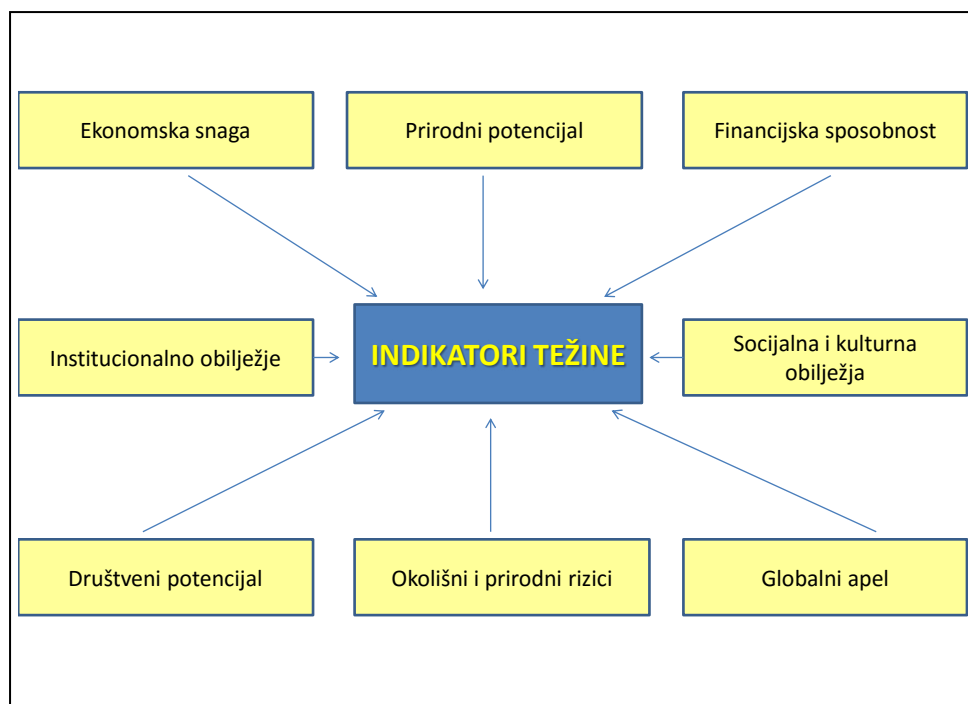 Ekonomska snaga
Prirodni potencijal
Financijska sposobnost
Institucionalno obilježje
INDIKATORI TEŽINE
Socijalna i kulturna
obilježja
Društveni potencijal
Okolišni i prirodni rizici
Globalni apel